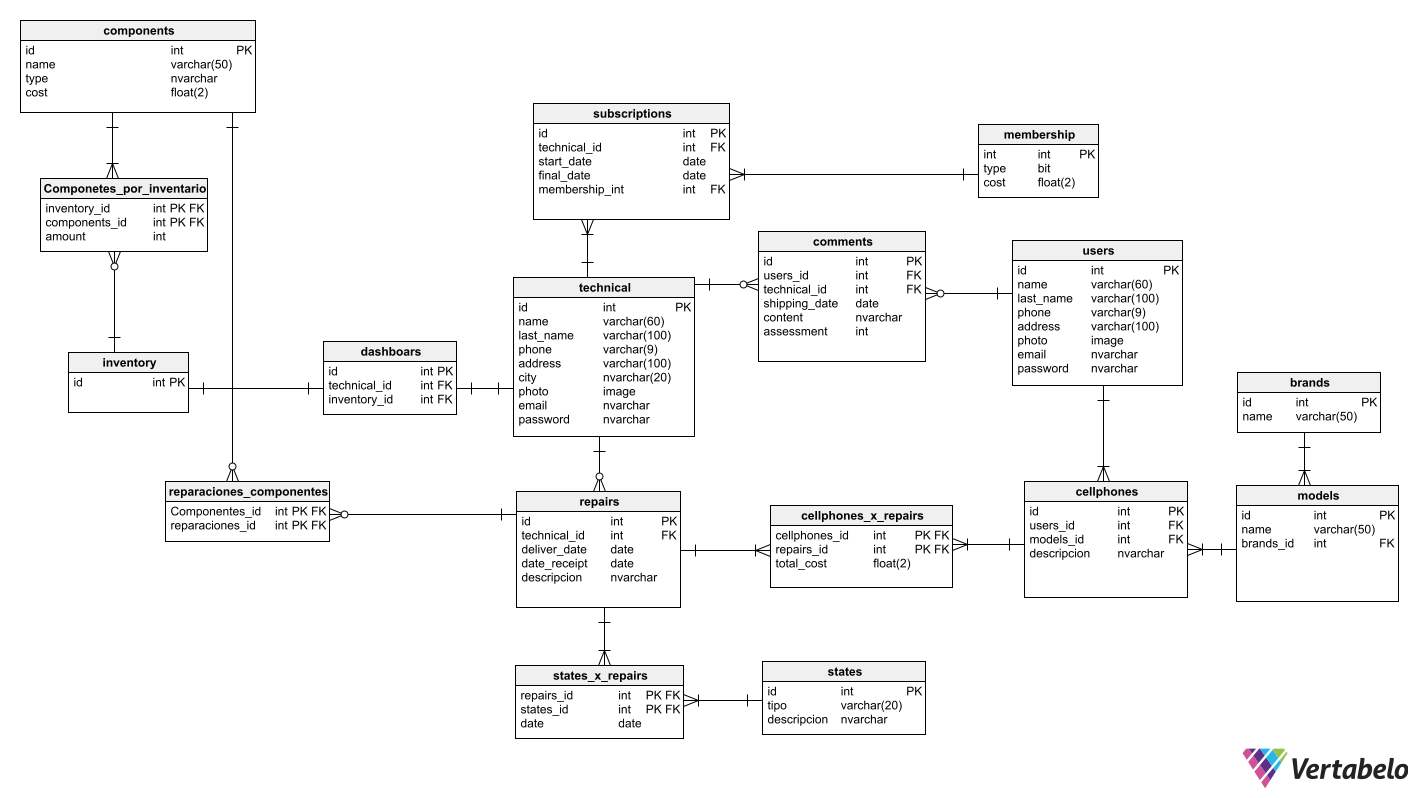 components
id int PK
name varchar(50)
type nvarchar
cost float(2)
Componetes_por_inventario
inventory_id int PK FK
components_id int PK FK
amount int
inventory
id int PK
dashboars
id int PK
technical_id int FK
inventory_id int FK
reparaciones_componentes
Componentes_id int PK FK
reparaciones_id int PK FK
subscriptions
id int PK
technical_id int FK
start_date date
final_date date
membership_int int FK
membership
int int PK
type bit
cost float(2)
technical
id int PK
name varchar(60)
last_name varchar(100)
phone varchar(9)
address varchar(100)
city nvarchar(20)
photo image
email nvarchar
password nvarchar
comments
id int PK
users_id int FK
technical_id int FK
shipping_date date
content nvarchar
assessment int
users
id int PK
name varchar(60)
last_name varchar(100)
phone varchar(9)
address varchar(100)
photo image
email nvarchar
password nvarchar
brands
id int PK
name varchar(50)
repairs
id int PK
technical_id int FK
deliver_date date
date_receipt date
descripcion nvarchar
cellphones_x_repairs
cellphones_id int PK FK
repairs_id int PK FK
total_cost float(2)
cellphones
id int PK
users_id int FK
models_id int FK
descripcion nvarchar
models
id int PK
name varchar(50)
brands_id int FK
states_x_repairs
repairs_id int PK FK
states_id int PK FK
date date
states
id int PK
tipo varchar(20)
descripcion nvarchar
Vertabelo